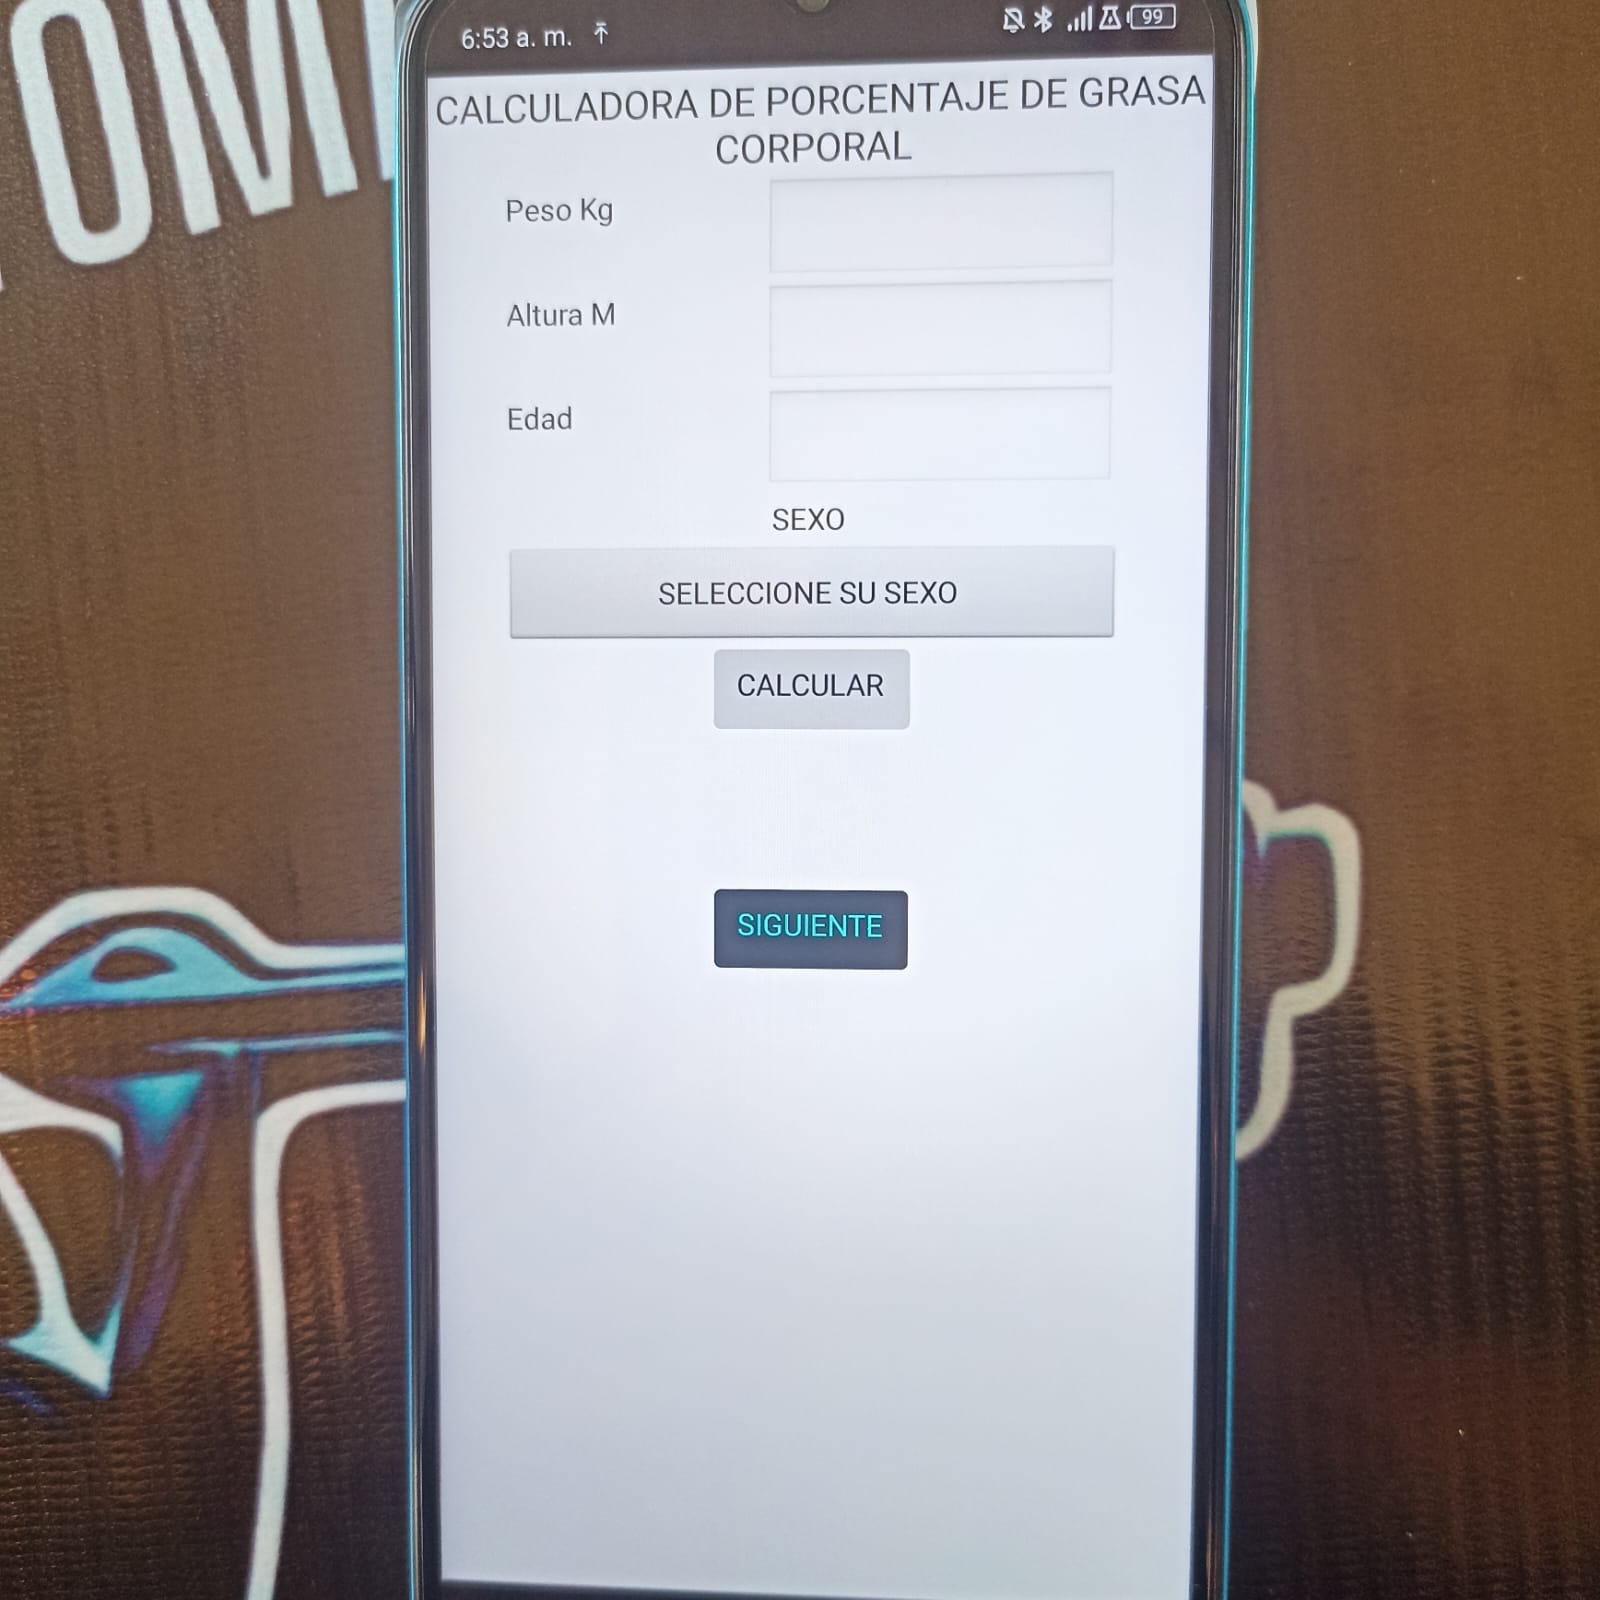 6:53 a. m.
99
CALCULADORA DE PORCENTAJE DE GRASA
CORPORAL
Peso Kg
Altura M
Edad
SEXO
SELECCIONE SU SEXO
CALCULAR
SIGUIENTE